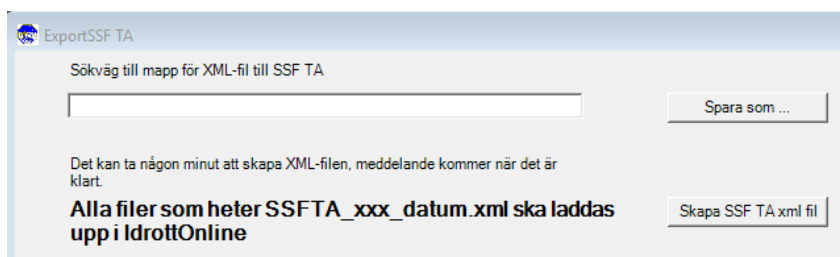 ExportSSF TA
Sökväg till mapp för XML-fil till SSF TA
Spara som ...
Det kan ta någon minut att skapa XML-filen, meddelande kommer när det är
klart.
Alla filer som heter SSFTA_xxx_datum.xml ska laddas
upp i IdrottOnline
Skapa SSF TA xml fil